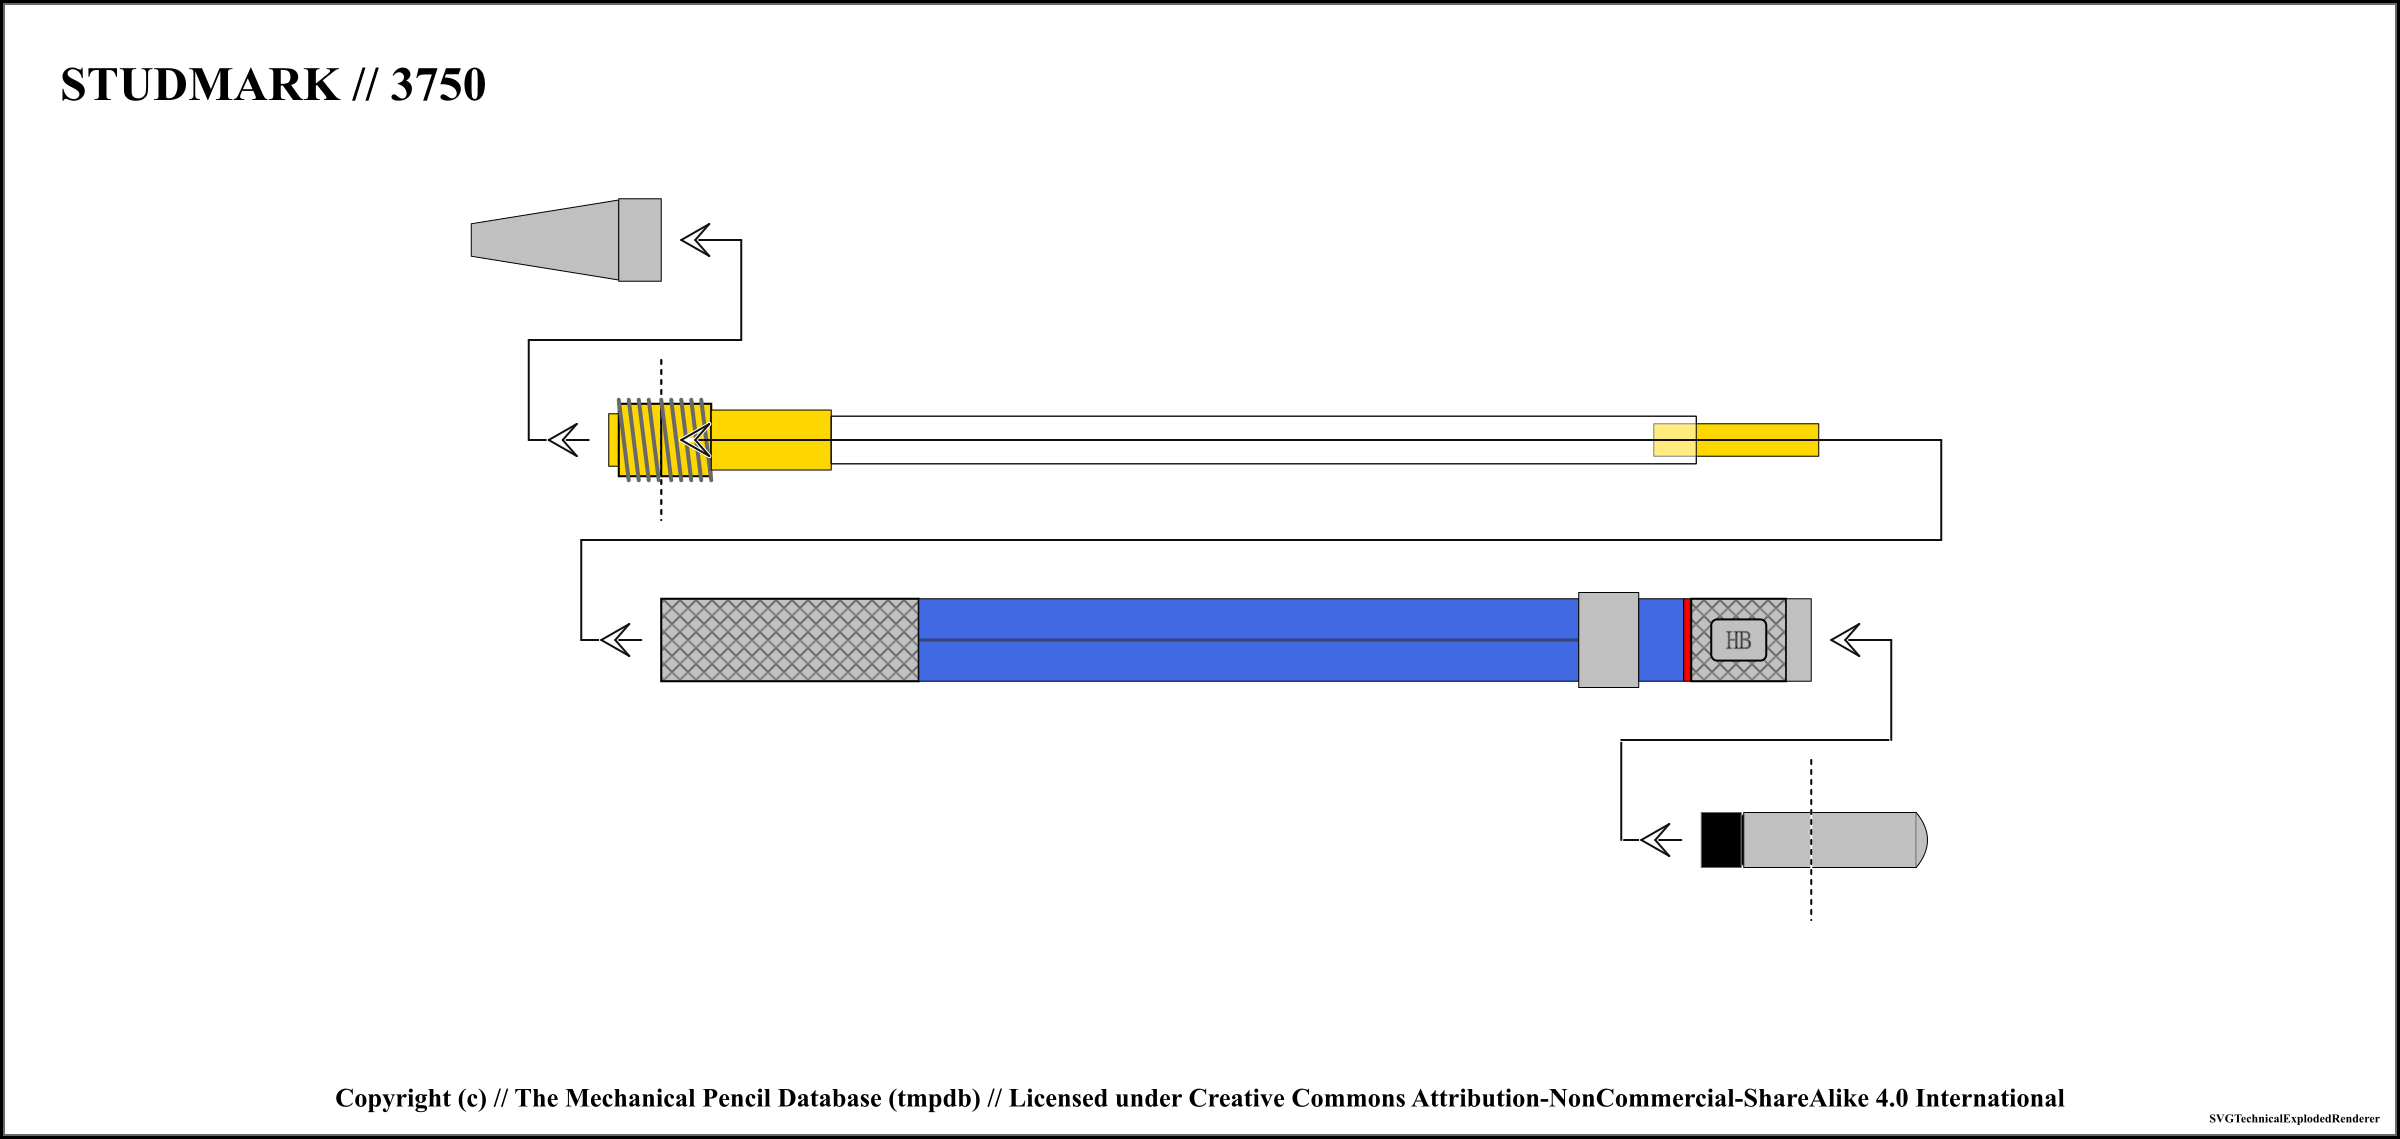 STUDMARK // 3750
HB
Copyright (c) // The Mechanical Pencil Database (tmpdb) // Licensed under Creative Commons Attribution-NonCommercial-ShareAlike 4.0 International
SVGTechnicalExplodedRenderer